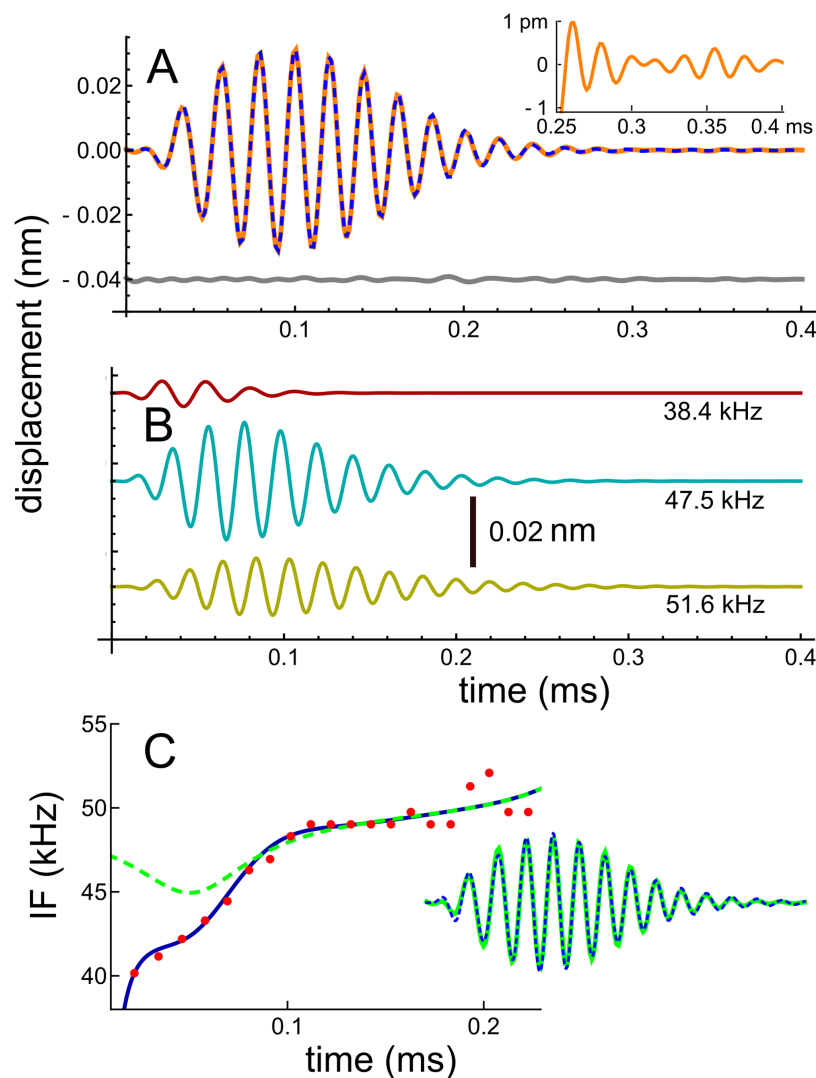 A
1 pm
0
- 1
0.25 0.3 0.35 0.4 ms
0.02
0.00
- 0.02
- 0.04
0.1 0.2 0.3 0.4
displacement (nm)
B
38.4 kHz
47.5 kHz
0.02 nm
51.6 kHz
0.1 0.2 0.3 0.4
time (ms)
C
55
50
45
40
IF (kHz)
0.1 0.2
time (ms)